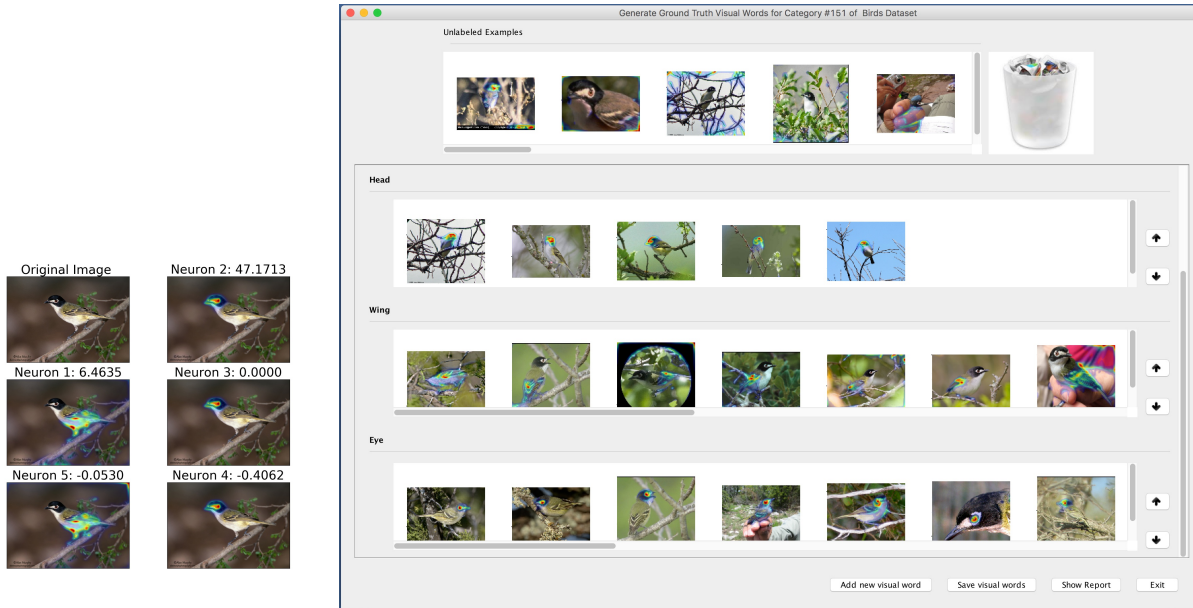 Original Image
Neuron 2: 47.1713
Neuron 1: 6.4635
Neuron 3: 0.0000
Neuron 5: -0.0530
Neuron 4: -0.4062
Generate Ground Truth Visual Words for Category #151 of Birds Dataset
Unlabeled Examples
Head
Wing
Eye
Add new visual word
Save visual words
Show Report
Exit